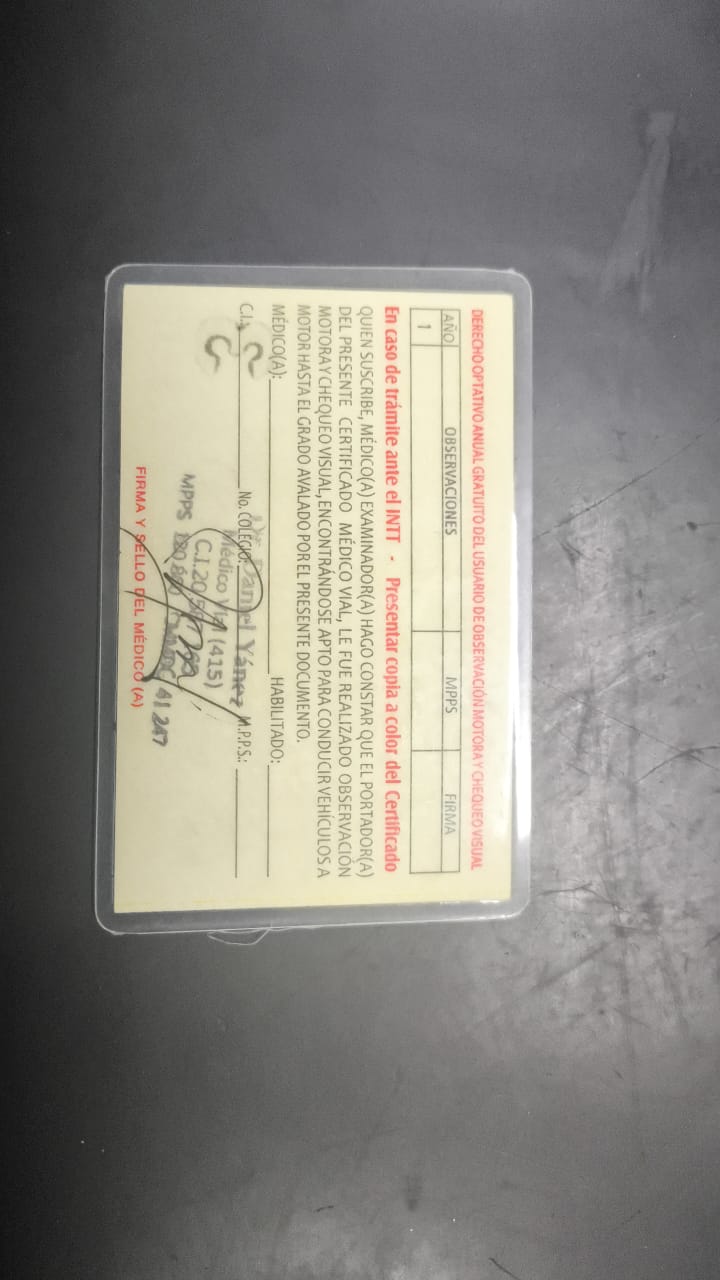 DERECHO OPTATIVO ANUAL GRATUITO DEL USUARIO DE OBSERVACIÓN MOTORA Y CHEQUEO VISUAL
AÑO OBSERVACIONES MPPS FIRMA
1
En caso de trámite ante el INTT - Presentar copia a color del Certificado
QUIEN SUSCRIBE, MÉDICO(A) EXAMINADOR(A) HAGO CONSTAR QUE EL PORTADOR(A)
DEL PRESENTE CERTIFICADO MÉDICO VIAL, LE FUE REALIZADO OBSERVACIÓN
MOTORA Y CHEQUEO VISUAL, ENCONTRÁNDOSE APTO PARA CONDUCIR VEHÍCULOS A
MOTOR HASTA EL GRADO AVALADO POR EL PRESENTE DOCUMENTO.
MÉDICO(A): HABILITADO:
C.I.: No. COLEGIO: M.P.P.S.:
Daniel Yánez
Médico Vial (415)
C.I.20
MPPS 41 247
FIRMA Y SELLO DEL MÉDICO (A)